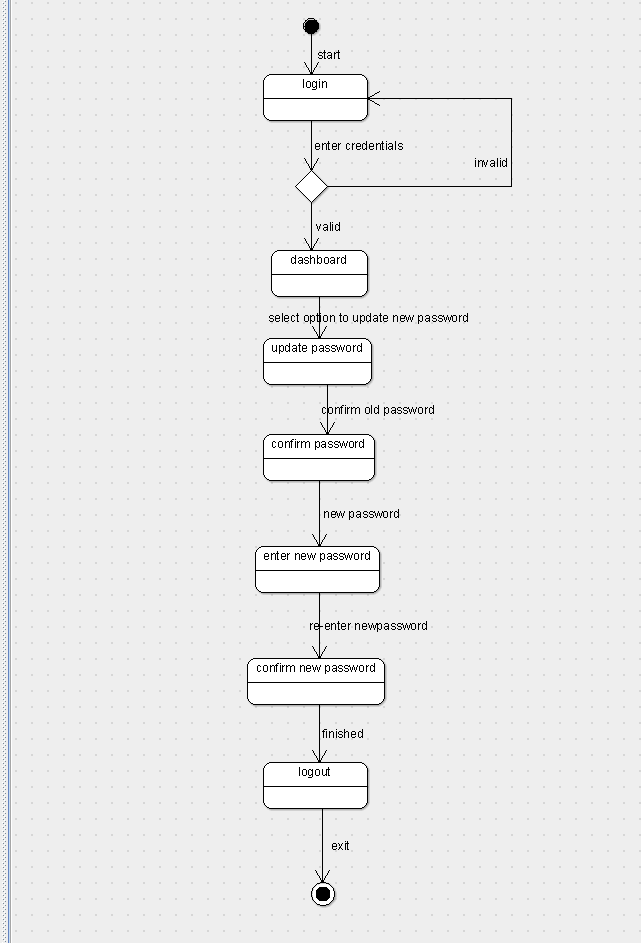 start
login
enter credentials
invalid
valid
dashboard
select option to update new password
update password
confirm old password
confirm password
new password
enter new password
re-enter newpassword
confirm new password
finished
logout
exit